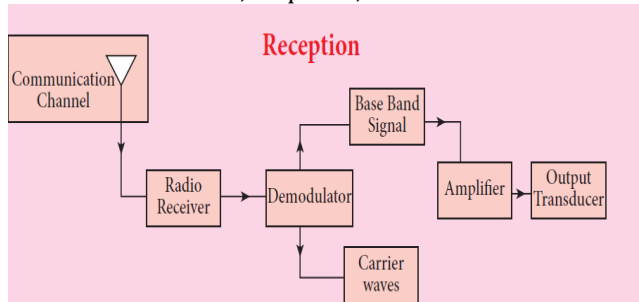 Reception
Communication
Channel
Base Band
Signal
Radio
Receiver
Demodulator
Amplifier
Output
Transducer
Carrier
waves